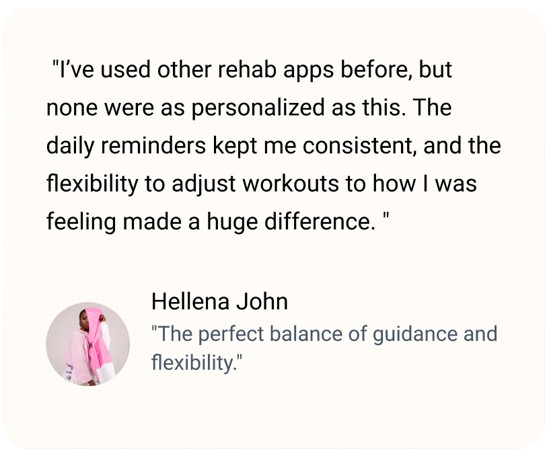 "I’ve used other rehab apps before, but
none were as personalized as this. The
daily reminders kept me consistent, and the
flexibility to adjust workouts to how I was
feeling made a huge difference. "
Hellena John
"The perfect balance of guidance and
flexibility."